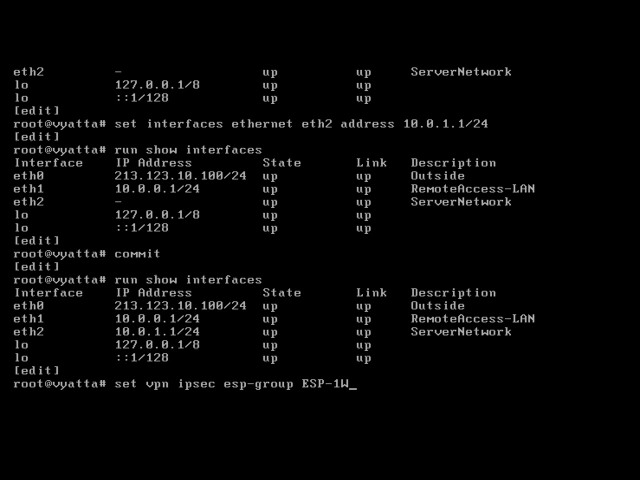 eth2 - up up ServerNetwork
lo 127.0.0.1/8 up up
lo ::1/128 up up
[edit]
root@vyatta# set interfaces ethernet eth2 address 10.0.1.1/24
[edit]
root@vyatta# run show interfaces
Interface IP Address State Link Description
eth0 213.123.10.100/24 up up Outside
eth1 10.0.0.1/24 up up RemoteAccess-LAN
eth2 - up up ServerNetwork
lo 127.0.0.1/8 up up
lo ::1/128 up up
[edit]
root@vyatta# commit
[edit]
root@vyatta# run show interfaces
Interface IP Address State Link Description
eth0 213.123.10.100/24 up up Outside
eth1 10.0.0.1/24 up up RemoteAccess-LAN
eth2 10.0.1.1/24 up up ServerNetwork
lo 127.0.0.1/8 up up
lo ::1/128 up up
[edit]
root@vyatta# set vpn ipsec esp-group ESP-1W_